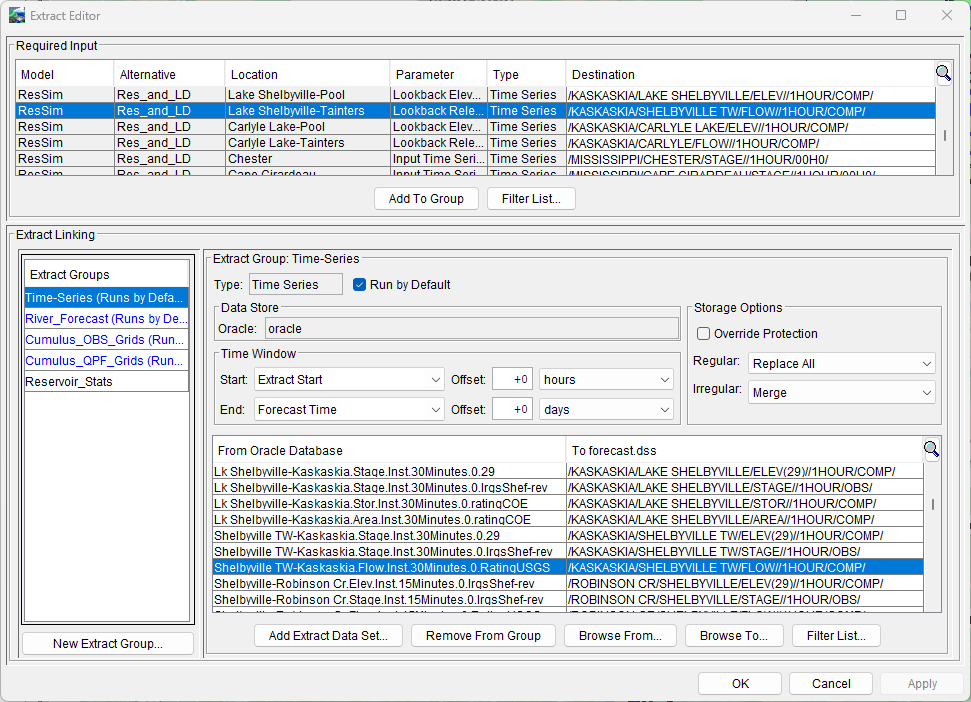 Extract Editor
Required Input
Model Alternative Location Parameter Type Destination
ResSim Res_and_LD Lake Shelbyville-Pool Lookback Elev... Time Series /KASKASKIA/LAKE SHELBYVILLE/ELEV//1HOUR/COMP/
ResSim Res_and_LD Lake Shelbyville-Tainters Lookback Rele... Time Series /KASKASKIA/SHELBYVILLE TW/FLOW//1HOUR/COMP/
ResSim Res_and_LD Carlyle Lake-Pool Lookback Elev... Time Series /KASKASKIA/CARLYLE LAKE/ELEV//1HOUR/COMP/
ResSim Res_and_LD Carlyle Lake-Tainters Lookback Rele... Time Series /KASKASKIA/CARLYLE/FLOW//1HOUR/COMP/
ResSim Res_and_LD Chester Input Time Seri... Time Series /MISSISSIPPI/CHESTER/STAGE//1HOUR/00H0/
ResSim Res_and_LD Cape Girardeau Input Time Seri... Time Series /MISSISSIPPI/CAPE GIRARDEAU/STAGE//1HOUR/00H0/
Add To Group Filter List...
Extract Linking
Extract Groups
Time-Series (Runs by Defa...
River_Forecast (Runs by De...
Cumulus_OBS_Grids (Run...
Cumulus_QPF_Grids (Run...
Reservoir_Stats
New Extract Group...
Extract Group: Time-Series
Type: Time Series Run by Default
Data Store
Oracle: oracle
Time Window
Start: Extract Start Offset: +0 hours
End: Forecast Time Offset: +0 days
Storage Options
Override Protection
Regular: Replace All
Irregular: Merge
From Oracle Database To forecast.dss
Lk Shelbyville-Kaskaskia.Stage.Inst.30Minutes.0.29 /KASKASKIA/LAKE SHELBYVILLE/ELEV(29)//1HOUR/COMP/
Lk Shelbyville-Kaskaskia.Stage.Inst.30Minutes.0.lrgsShef-rev /KASKASKIA/LAKE SHELBYVILLE/STAGE//1HOUR/OBS/
Lk Shelbyville-Kaskaskia.Stor.Inst.30Minutes.0.ratingCOE /KASKASKIA/LAKE SHELBYVILLE/STOR//1HOUR/COMP/
Lk Shelbyville-Kaskaskia.Area.Inst.30Minutes.0.ratingCOE /KASKASKIA/LAKE SHELBYVILLE/AREA//1HOUR/COMP/
Shelbyville TW-Kaskaskia.Stage.Inst.30Minutes.0.29 /KASKASKIA/SHELBYVILLE TW/ELEV(29)//1HOUR/COMP/
Shelbyville TW-Kaskaskia.Stage.Inst.30Minutes.0.lrgsShef-rev /KASKASKIA/SHELBYVILLE TW/STAGE//1HOUR/OBS/
Shelbyville TW-Kaskaskia.Flow.Inst.30Minutes.0.RatingUSGS /KASKASKIA/SHELBYVILLE TW/FLOW//1HOUR/COMP/
Shelbyville-Robinson Cr.Elev.Inst.15Minutes.0.lrgsShef-rev /ROBINSON CR/SHELBYVILLE/ELEV(29)//1HOUR/COMP/
Shelbyville-Robinson Cr.Stage.Inst.15Minutes.0.lrgsShef-rev /ROBINSON CR/SHELBYVILLE/STAGE//1HOUR/OBS/
Add Extract Data Set... Remove From Group Browse From... Browse To... Filter List...
OK Cancel Apply